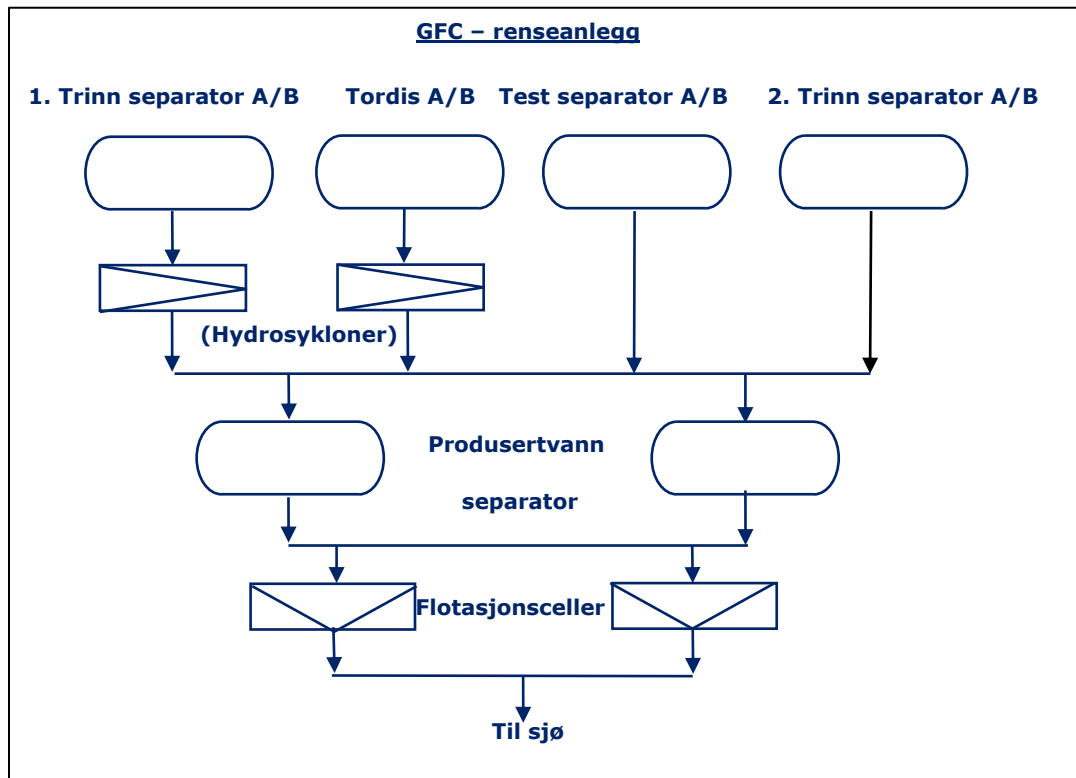 GFC – renseanlegg
1. Trinn separator A/B
Tordis A/B
Test separator A/B
2. Trinn separator A/B
(Hydrosykloner)
Produsertvann
separator
Flotasjonsceller
Til sjø